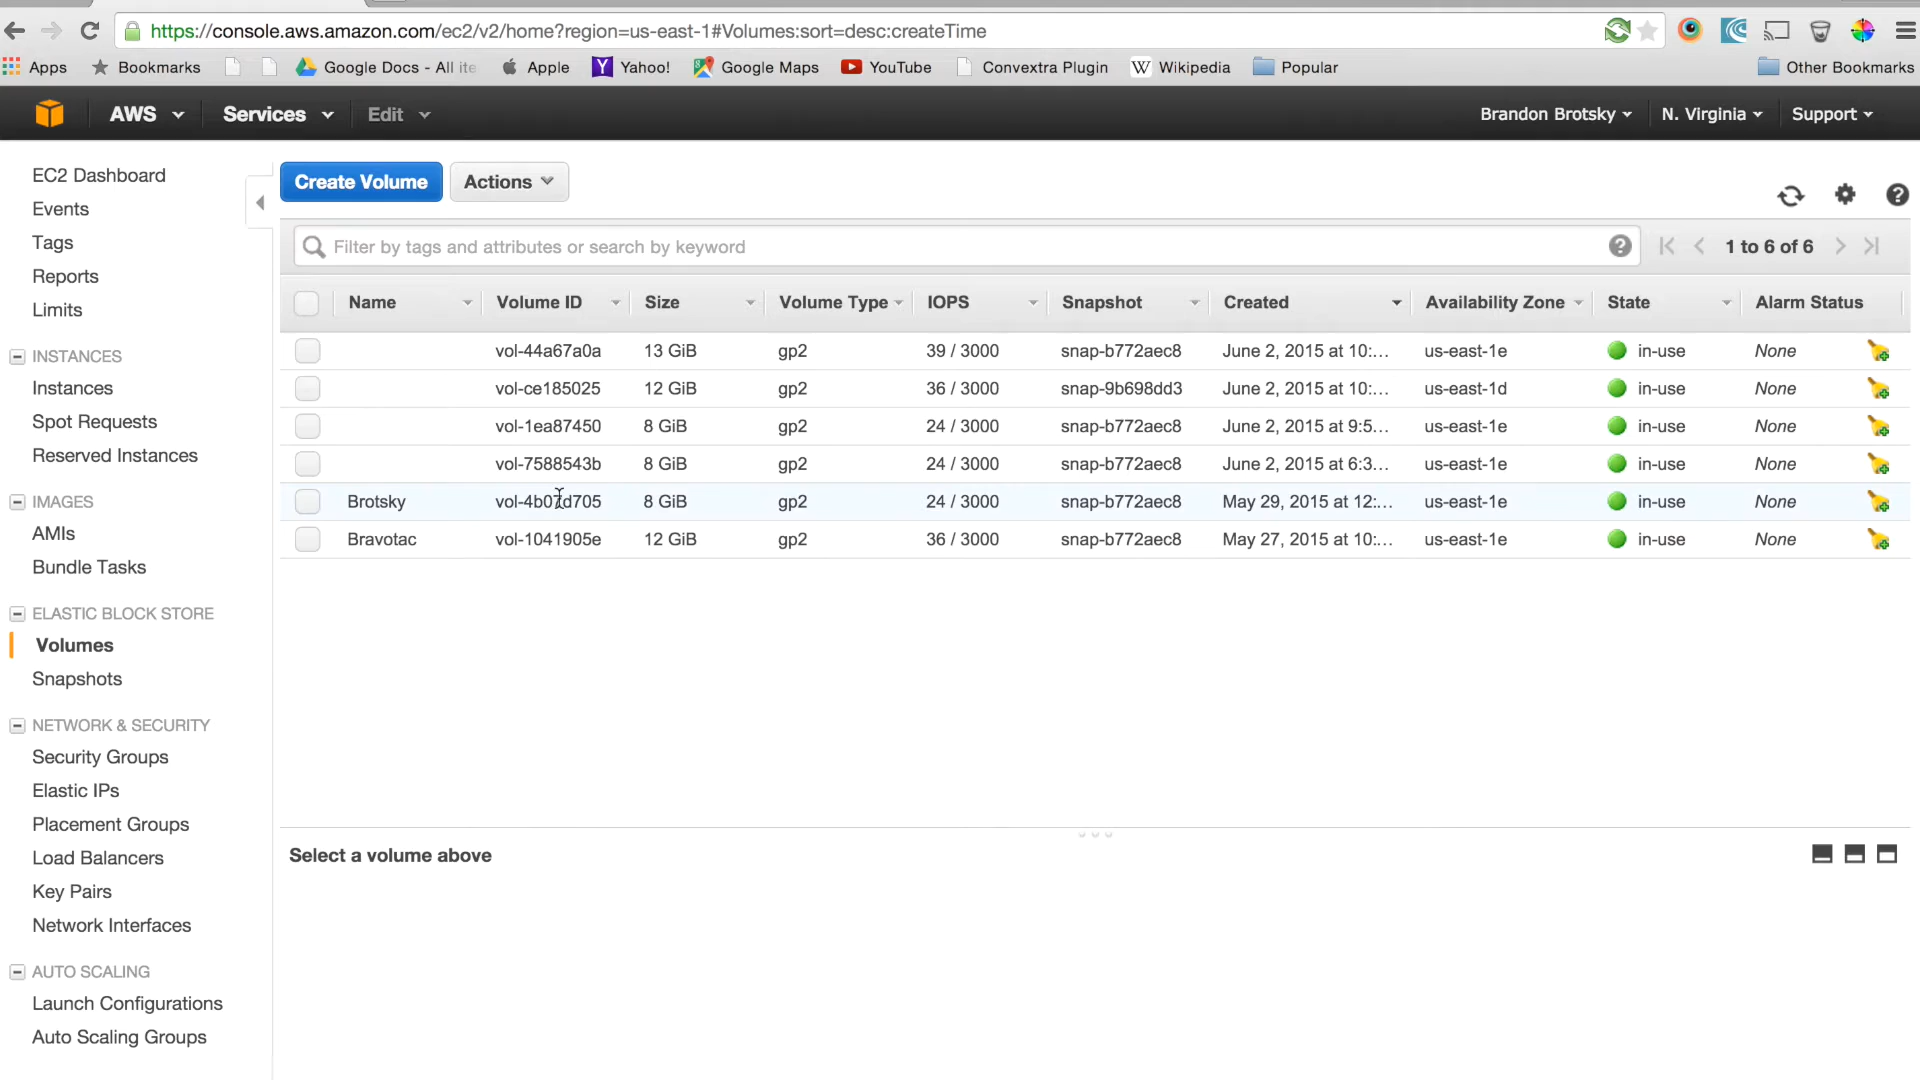 https://console.aws.amazon.com/ec2/v2/home?region=us-east-1#Volumes:sort=desc:createTime
Apps Bookmarks Google Docs - All ite Apple Yahoo! Google Maps YouTube Convextra Plugin W Wikipedia Popular Other Bookmarks
AWS Services Edit Brandon Brotsky N. Virginia Support
EC2 Dashboard
Events
Tags
Reports
Limits
INSTANCES
Instances
Spot Requests
Reserved Instances
IMAGES
AMIs
Bundle Tasks
ELASTIC BLOCK STORE
Volumes
Snapshots
NETWORK & SECURITY
Security Groups
Elastic IPs
Placement Groups
Load Balancers
Key Pairs
Network Interfaces
AUTO SCALING
Launch Configurations
Auto Scaling Groups
Create Volume Actions
Filter by tags and attributes or search by keyword 1 to 6 of 6
Name Volume ID Size Volume Type IOPS Snapshot Created Availability Zone State Alarm Status
vol-44a67a0a 13 GiB gp2 39 / 3000 snap-b772aec8 June 2, 2015 at 10:... us-east-1e in-use None
vol-ce185025 12 GiB gp2 36 / 3000 snap-9b698dd3 June 2, 2015 at 10:... us-east-1d in-use None
vol-1ea87450 8 GiB gp2 24 / 3000 snap-b772aec8 June 2, 2015 at 9:5... us-east-1e in-use None
vol-7588543b 8 GiB gp2 24 / 3000 snap-b772aec8 June 2, 2015 at 6:3... us-east-1e in-use None
Brotsky 8 GiB gp2 24 / 3000 snap-b772aec8 May 29, 2015 at 12:... us-east-1e in-use None
Bravotac vol-1041905e 12 GiB gp2 36 / 3000 snap-b772aec8 May 27, 2015 at 10:... us-east-1e in-use None
Select a volume above